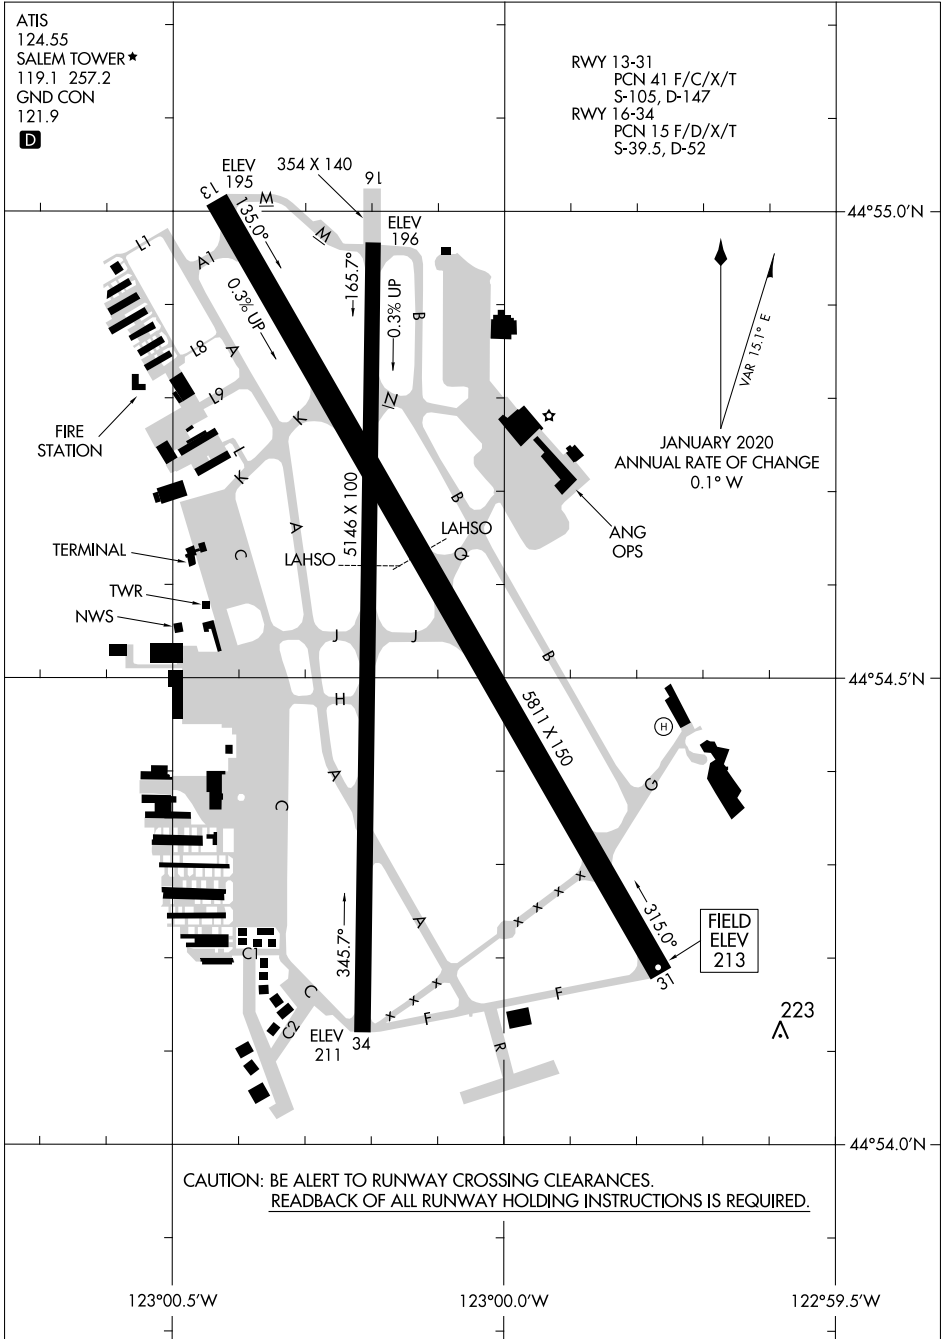 ATIS
124.55
SALEM TOWER★
119.1 257.2
GND CON
121.9
D
RWY 13-31
PCN 41 F/C/X/T
S-105, D-147
RWY 16-34
PCN 15 F/D/X/T
S-39.5, D-52
354 X 140
16
ELEV
195
13
M
M
ELEV
196
44°55.0'N
L1
A1
135.0°
0.3% UP
165.7°
0.3% UP
B
VAR 15.1° E
L8
A
L9
K
N
FIRE
STATION
JANUARY 2020
ANNUAL RATE OF CHANGE
0.1° W
L
K
B
5146 X 100
A
LAHSO
ANG
OPS
TERMINAL
C
LAHSO
Q
TWR
NWS
J
J
B
44°54.5'N
H
5811 X 150
H
A
G
C
x
x
x
x
A
345.7°
315.0°
FIELD
ELEV
213
C1
31
x
x
x
C
F
F
223
C2
ELEV
211
34
R
44°54.0'N
CAUTION: BE ALERT TO RUNWAY CROSSING CLEARANCES.
READBACK OF ALL RUNWAY HOLDING INSTRUCTIONS IS REQUIRED.
123°00.5'W
123°00.0'W
122°59.5'W